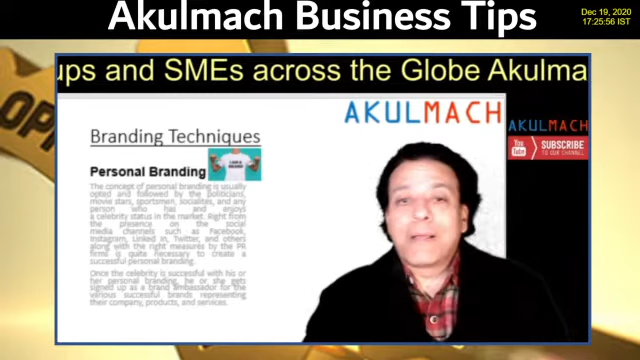 Akulmach Business Tips
Dec 19, 2020
17:25:56 IST
ups and SMEs across the Globe Akulma
AKULMACH
AKULMACH
You Tube SUBSCRIBE
TO OUR CHANNEL
Branding Techniques
Personal Branding
The concept of personal branding is usually
opted and followed by the politicians,
movie stars, sportsmen, socialites, and any
person who has and enjoys
a celebrity status in the market. Right from
the presence on the social
media channels such as Facebook,
Instagram, Linked In, Twitter, and others
along with the right measures by the PR
firms is quite necessary to create a
successful personal branding.
Once the celebrity is successful with his or
her personal branding, he or she gets
signed up as a brand ambassador for the
various successful brands representing
their company, products, and services.